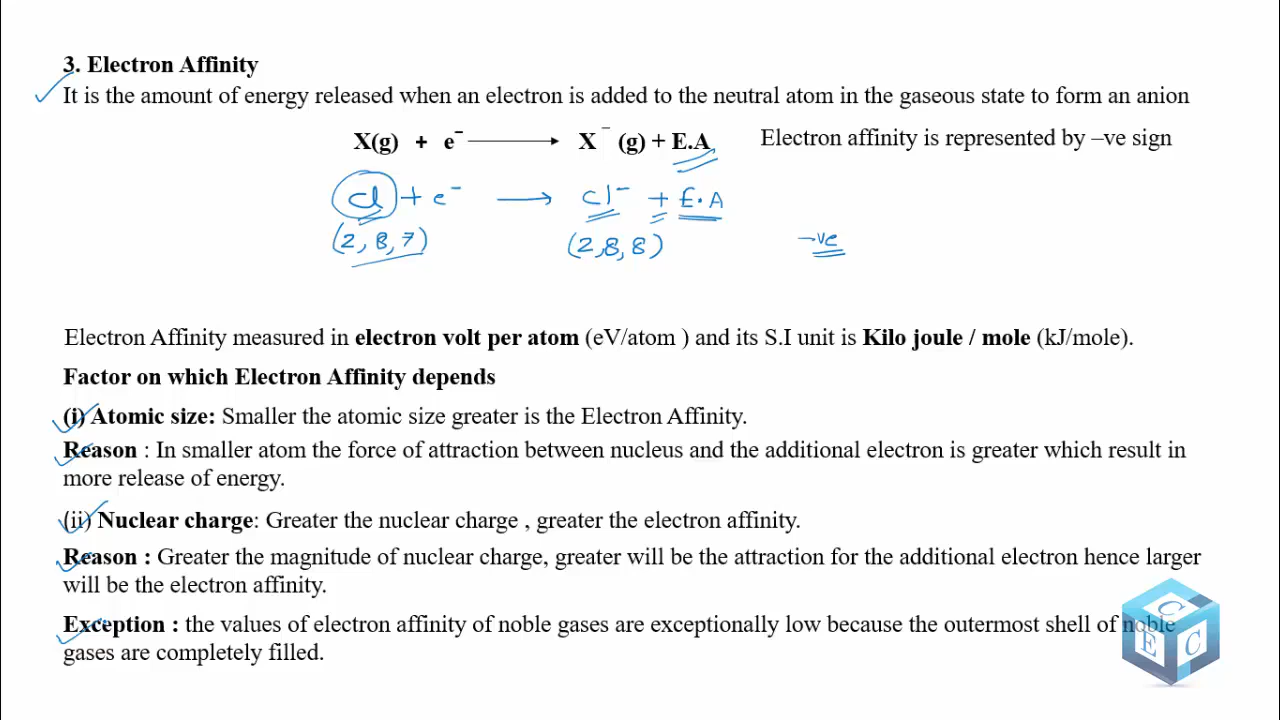 3. Electron Affinity
It is the amount of energy released when an electron is added to the neutral atom in the gaseous state to form an anion
X(g) + e⁻ ⟶ X⁻ (g) + E.A Electron affinity is represented by –ve sign
Cl + e⁻ ⟶ Cl⁻ + E.A
(2, 8, 7) (2, 8, 8) -ve
Electron Affinity measured in electron volt per atom (eV/atom ) and its S.I unit is Kilo joule / mole (kJ/mole).
Factor on which Electron Affinity depends
(i) Atomic size: Smaller the atomic size greater is the Electron Affinity.
Reason : In smaller atom the force of attraction between nucleus and the additional electron is greater which result in
more release of energy.
(ii) Nuclear charge: Greater the nuclear charge , greater the electron affinity.
Reason : Greater the magnitude of nuclear charge, greater will be the attraction for the additional electron hence larger
will be the electron affinity.
Exception : the values of electron affinity of noble gases are exceptionally low because the outermost shell of noble
gases are completely filled.
C
E C